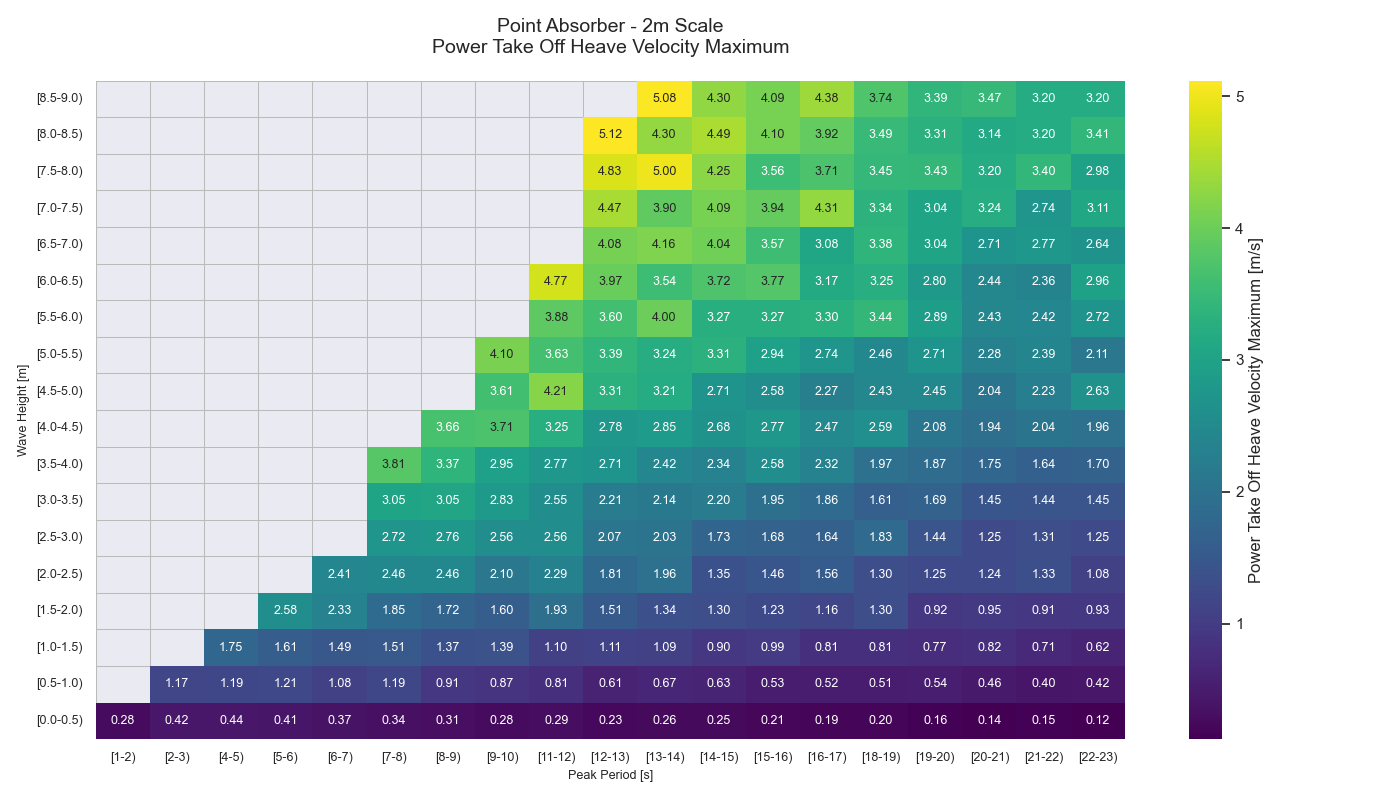 Point Absorber - 2m Scale
Power Take Off Heave Velocity Maximum
[8.5-9.0) 5.08 4.30 4.09 4.38 3.74 3.39 3.47 3.20 3.20
[8.0-8.5) 5.12 4.30 4.49 4.10 3.92 3.49 3.31 3.14 3.20 3.41
[7.5-8.0) 4.83 5.00 4.25 3.56 3.71 3.45 3.43 3.20 3.40 2.98
[7.0-7.5) 4.47 3.90 4.09 3.94 4.31 3.34 3.04 3.24 2.74 3.11
[6.5-7.0) 4.08 4.16 4.04 3.57 3.08 3.38 3.04 2.71 2.77 2.64
[6.0-6.5) 4.77 3.97 3.54 3.72 3.77 3.17 3.25 2.80 2.44 2.36 2.96
[5.5-6.0) 3.88 3.60 4.00 3.27 3.27 3.30 3.44 2.89 2.43 2.42 2.72
[5.0-5.5) 4.10 3.63 3.39 3.24 3.31 2.94 2.74 2.46 2.71 2.28 2.39 2.11
[4.5-5.0) 3.61 4.21 3.31 3.21 2.71 2.58 2.27 2.43 2.45 2.04 2.23 2.63
[4.0-4.5) 3.66 3.71 3.25 2.78 2.85 2.68 2.77 2.47 2.59 2.08 1.94 2.04 1.96
[3.5-4.0) 3.81 3.37 2.95 2.77 2.71 2.42 2.34 2.58 2.32 1.97 1.87 1.75 1.64 1.70
[3.0-3.5) 3.05 3.05 2.83 2.55 2.21 2.14 2.20 1.95 1.86 1.61 1.69 1.45 1.44 1.45
[2.5-3.0) 2.72 2.76 2.56 2.56 2.07 2.03 1.73 1.68 1.64 1.83 1.44 1.25 1.31 1.25
[2.0-2.5) 2.41 2.46 2.46 2.10 2.29 1.81 1.96 1.35 1.46 1.56 1.30 1.25 1.24 1.33 1.08
[1.5-2.0) 2.58 2.33 1.85 1.72 1.60 1.93 1.51 1.34 1.30 1.23 1.16 1.30 0.92 0.95 0.91 0.93
[1.0-1.5) 1.75 1.61 1.49 1.51 1.37 1.39 1.10 1.11 1.09 0.90 0.99 0.81 0.81 0.77 0.82 0.71 0.62
[0.5-1.0) 1.17 1.19 1.21 1.08 1.19 0.91 0.87 0.81 0.61 0.67 0.63 0.53 0.52 0.51 0.54 0.46 0.40 0.42
[0.0-0.5) 0.28 0.42 0.44 0.41 0.37 0.34 0.31 0.28 0.29 0.23 0.26 0.25 0.21 0.19 0.20 0.16 0.14 0.15 0.12
[1-2) [2-3) [4-5) [5-6) [6-7) [7-8) [8-9) [9-10) [11-12) [12-13) [13-14) [14-15) [15-16) [16-17) [18-19) [19-20) [20-21) [21-22) [22-23)
Peak Period [s]
Wave Height [m]
5
4
3
2
1
Power Take Off Heave Velocity Maximum [m/s]